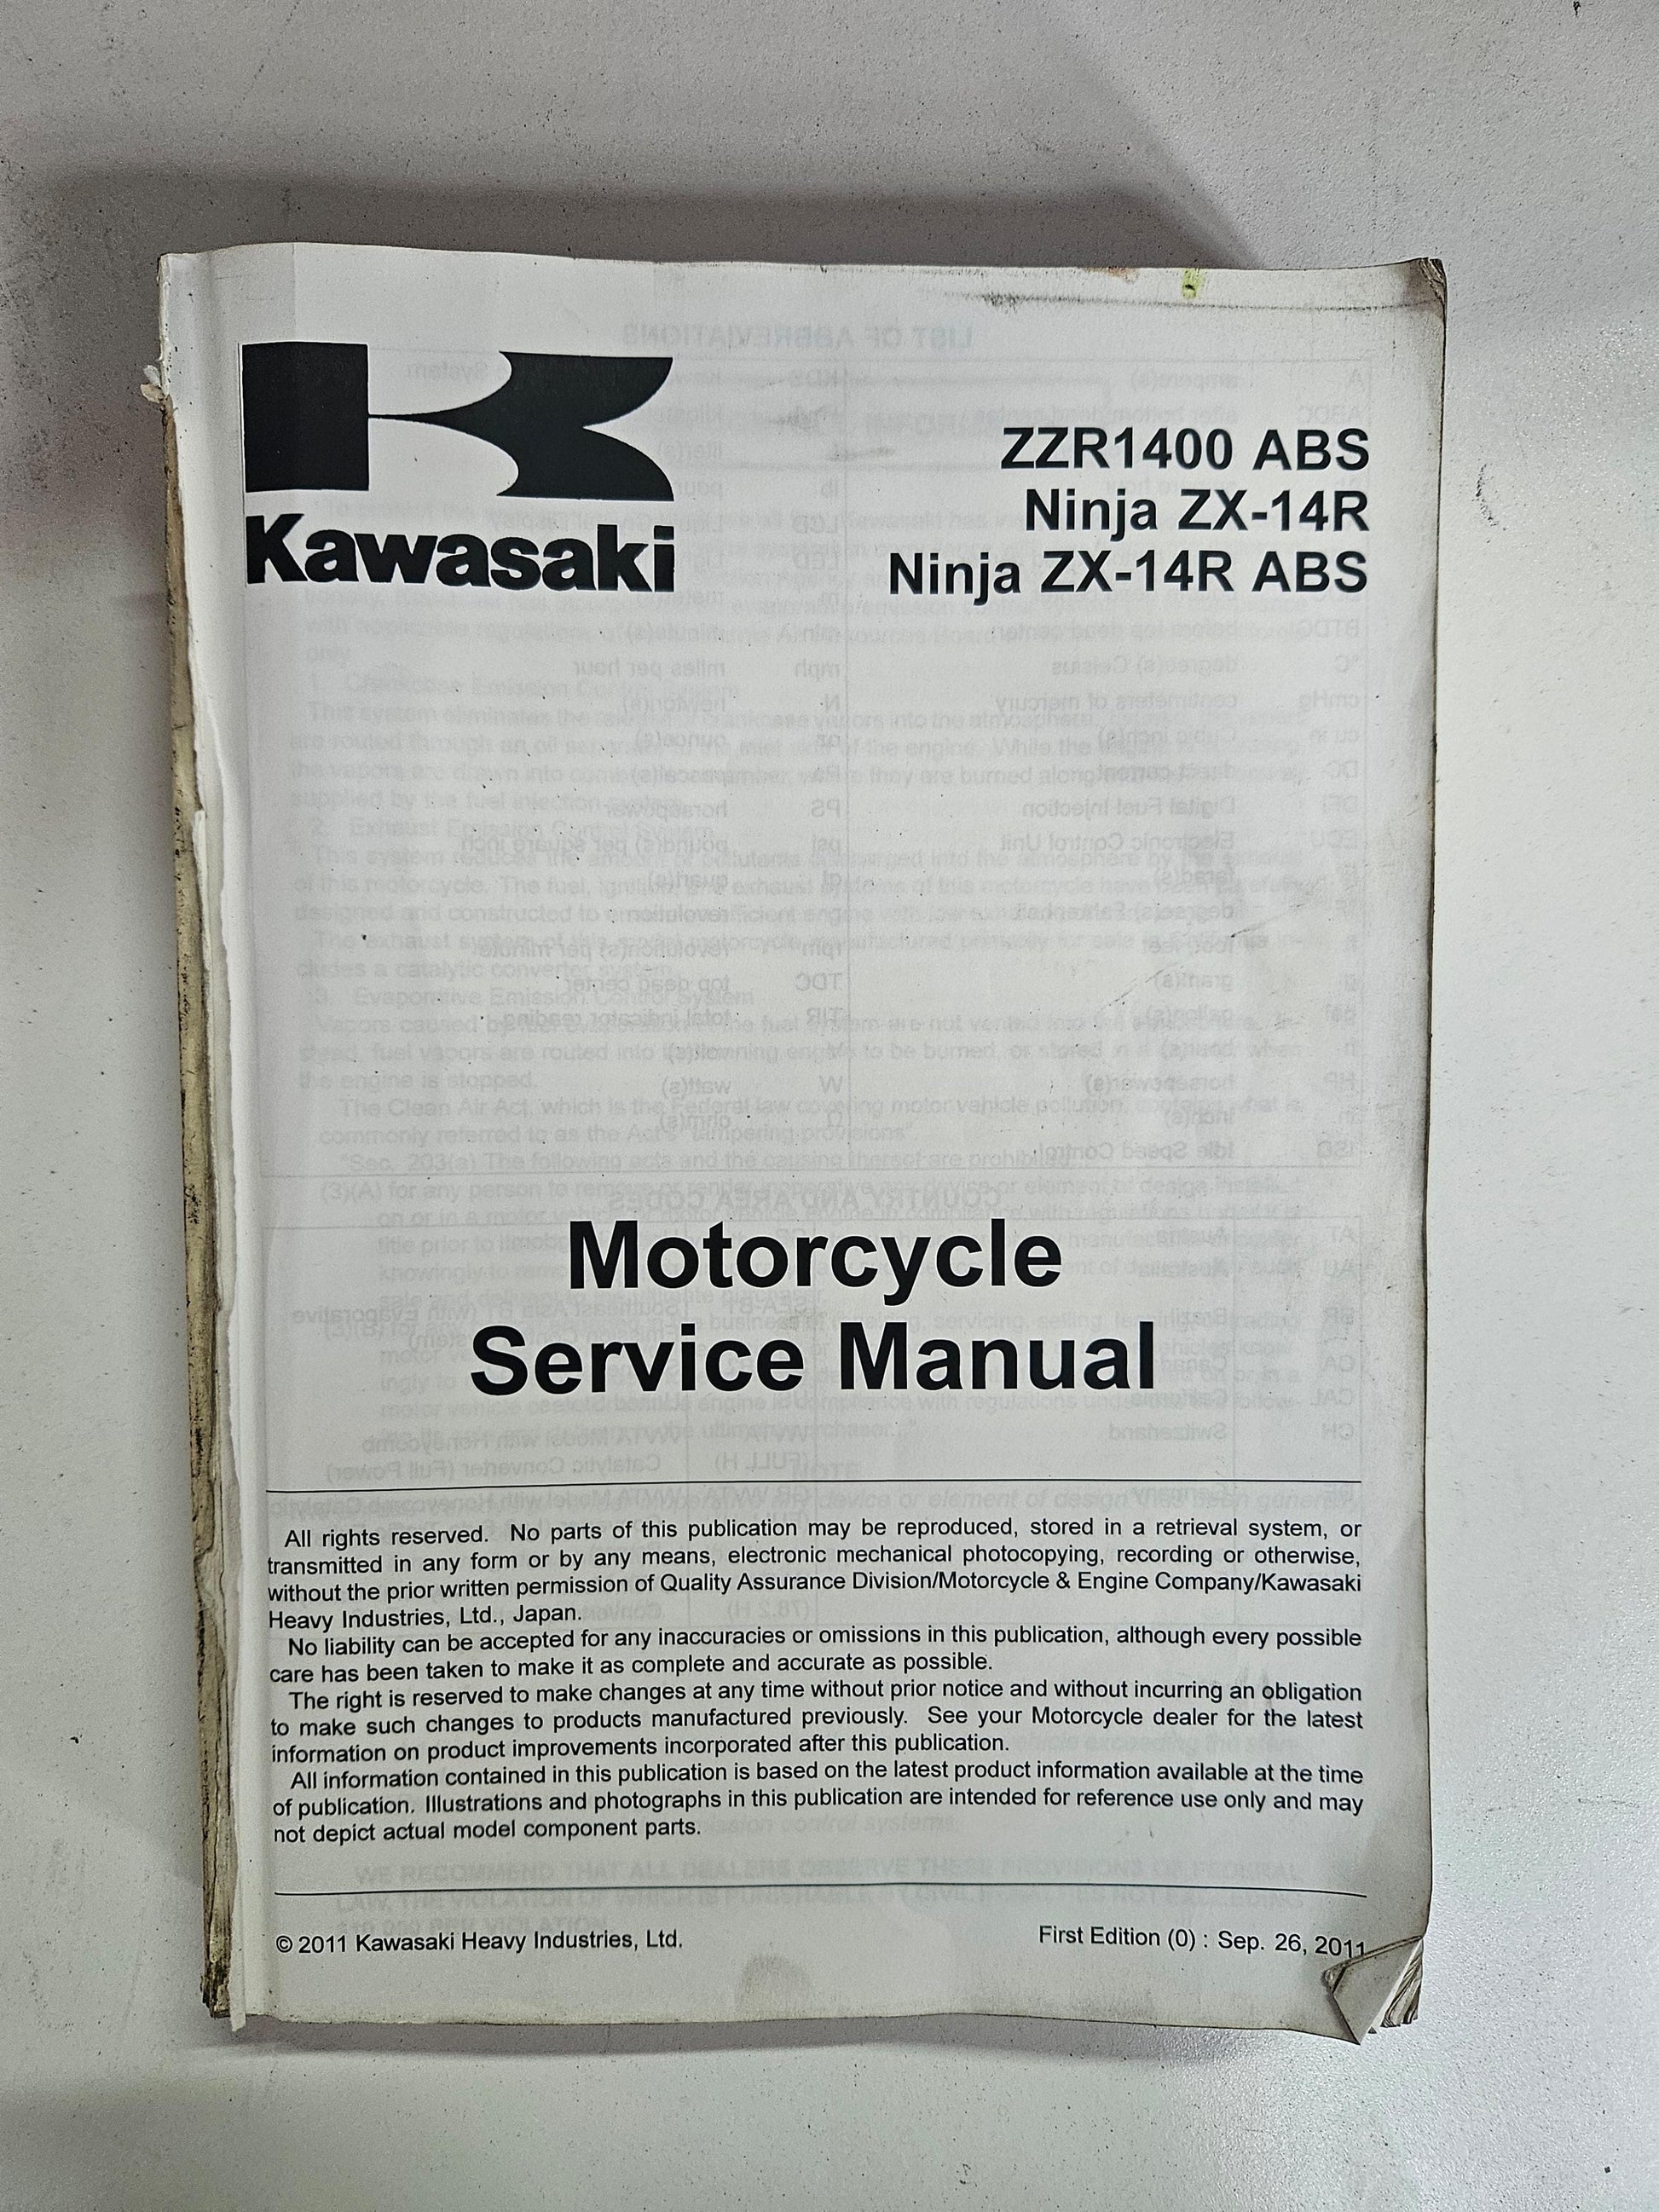 Kawasaki
ZZR1400 ABS
Ninja ZX-14R
Ninja ZX-14R ABS
Motorcycle
Service Manual
All rights reserved. No parts of this publication may be reproduced, stored in a retrieval system, or
transmitted in any form or by any means, electronic mechanical photocopying, recording or otherwise,
without the prior written permission of Quality Assurance Division/Motorcycle & Engine Company/Kawasaki
Heavy Industries, Ltd., Japan.
No liability can be accepted for any inaccuracies or omissions in this publication, although every possible
care has been taken to make it as complete and accurate as possible.
The right is reserved to make changes at any time without prior notice and without incurring an obligation
to make such changes to products manufactured previously. See your Motorcycle dealer for the latest
information on product improvements incorporated after this publication.
All information contained in this publication is based on the latest product information available at the time
of publication. Illustrations and photographs in this publication are intended for reference use only and may
not depict actual model component parts.
© 2011 Kawasaki Heavy Industries, Ltd.
First Edition (0) : Sep. 26, 2011